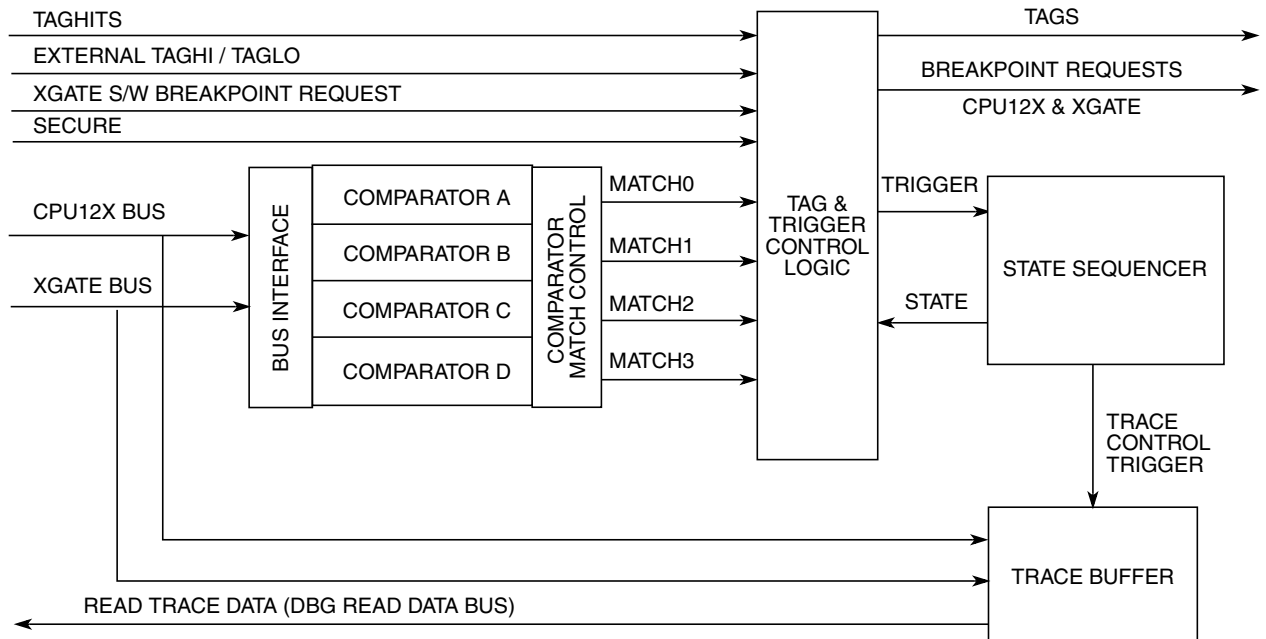 TAGHITS
EXTERNAL TAGHI / TAGLO
XGATE S/W BREAKPOINT REQUEST
SECURE
TAGS
BREAKPOINT REQUESTS
CPU12X & XGATE
CPU12X BUS
XGATE BUS
BUS INTERFACE
COMPARATOR A
COMPARATOR B
COMPARATOR C
COMPARATOR D
COMPARATOR
MATCH CONTROL
MATCH0
MATCH1
MATCH2
MATCH3
TAG &
TRIGGER
CONTROL
LOGIC
TRIGGER
STATE
STATE SEQUENCER
TRACE
CONTROL
TRIGGER
TRACE BUFFER
READ TRACE DATA (DBG READ DATA BUS)